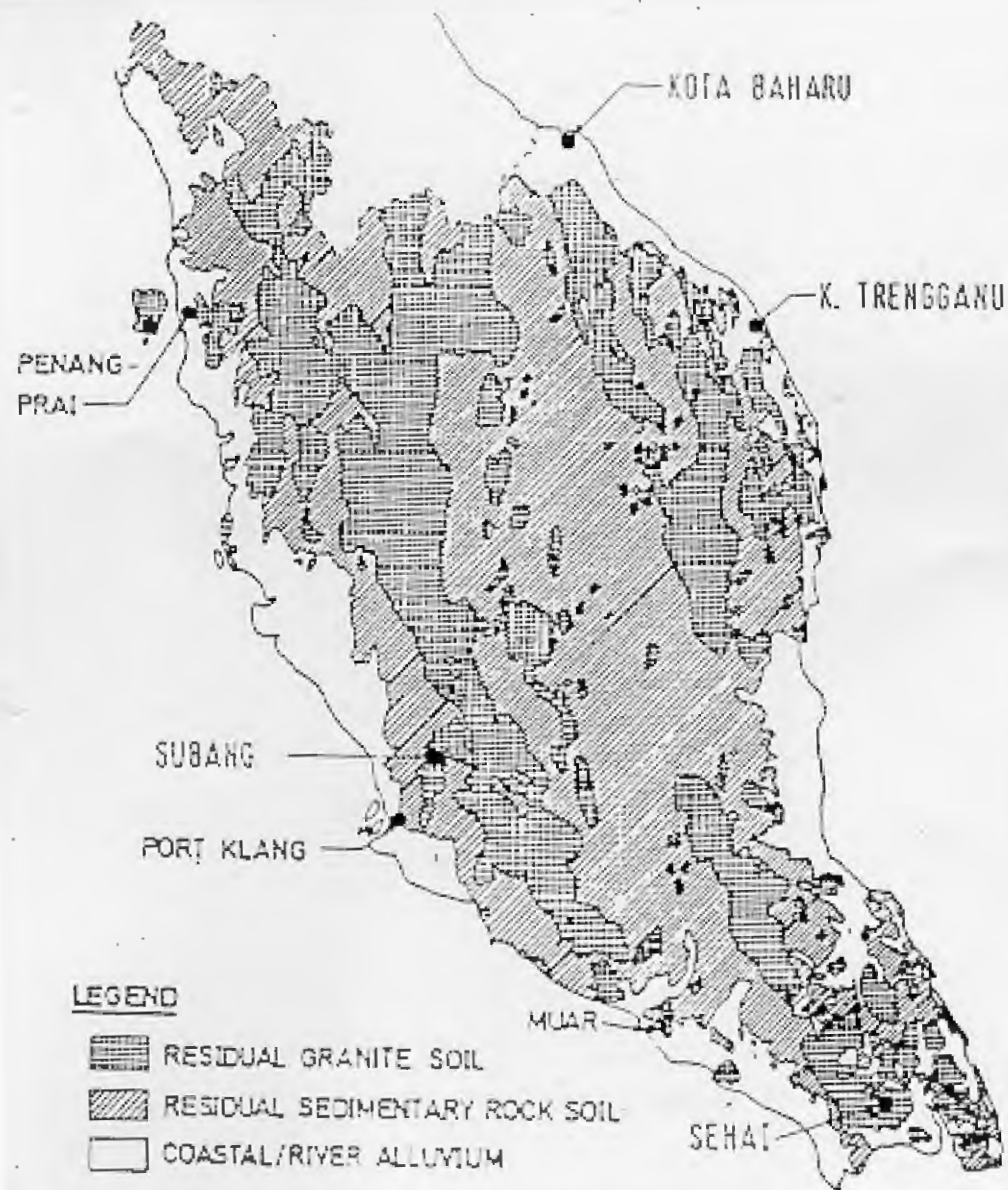 KOTA BAHARU
K. TRENGGANU
PENANG-
PRAI
SUBANG
PORT KLANG
LEGEND
MUAR
RESIDUAL GRANITE SOIL
RESIDUAL SEDIMENTARY ROCK SOIL
SEHAI
COASTAL/RIVER ALLUVIUM